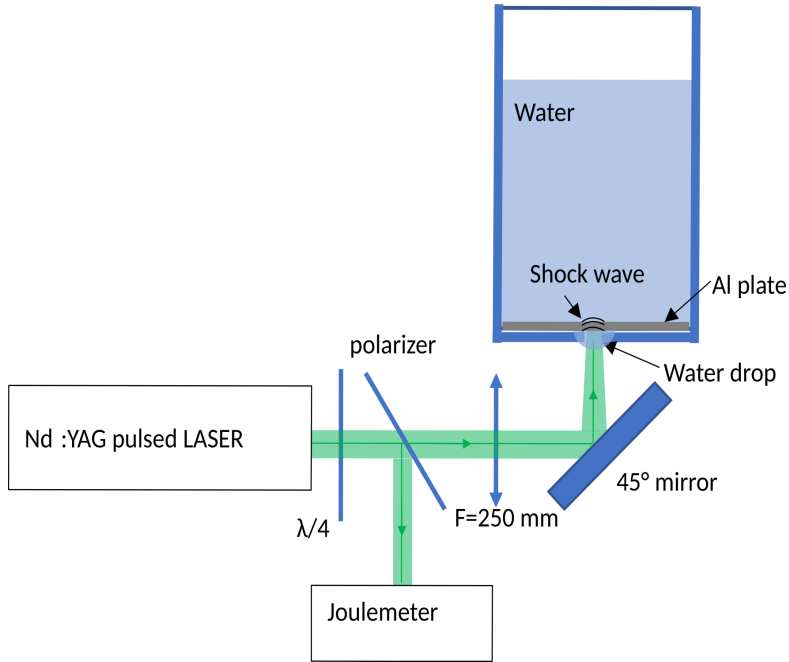 Water
Shock wave
Al plate
polarizer
Water drop
Nd :YAG pulsed LASER
45° mirror
F=250 mm
λ/4
Joulemeter